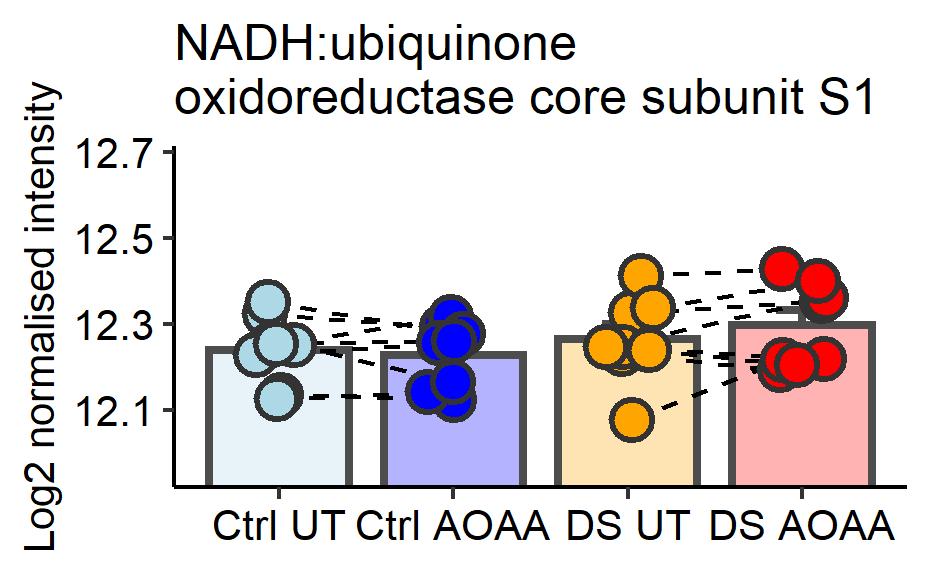 NADH:ubiquinone
oxidoreductase core subunit S1
Log2 normalised intensity
12.7
12.5
12.3
12.1
Ctrl UT Ctrl AOAA DS UT DS AOAA